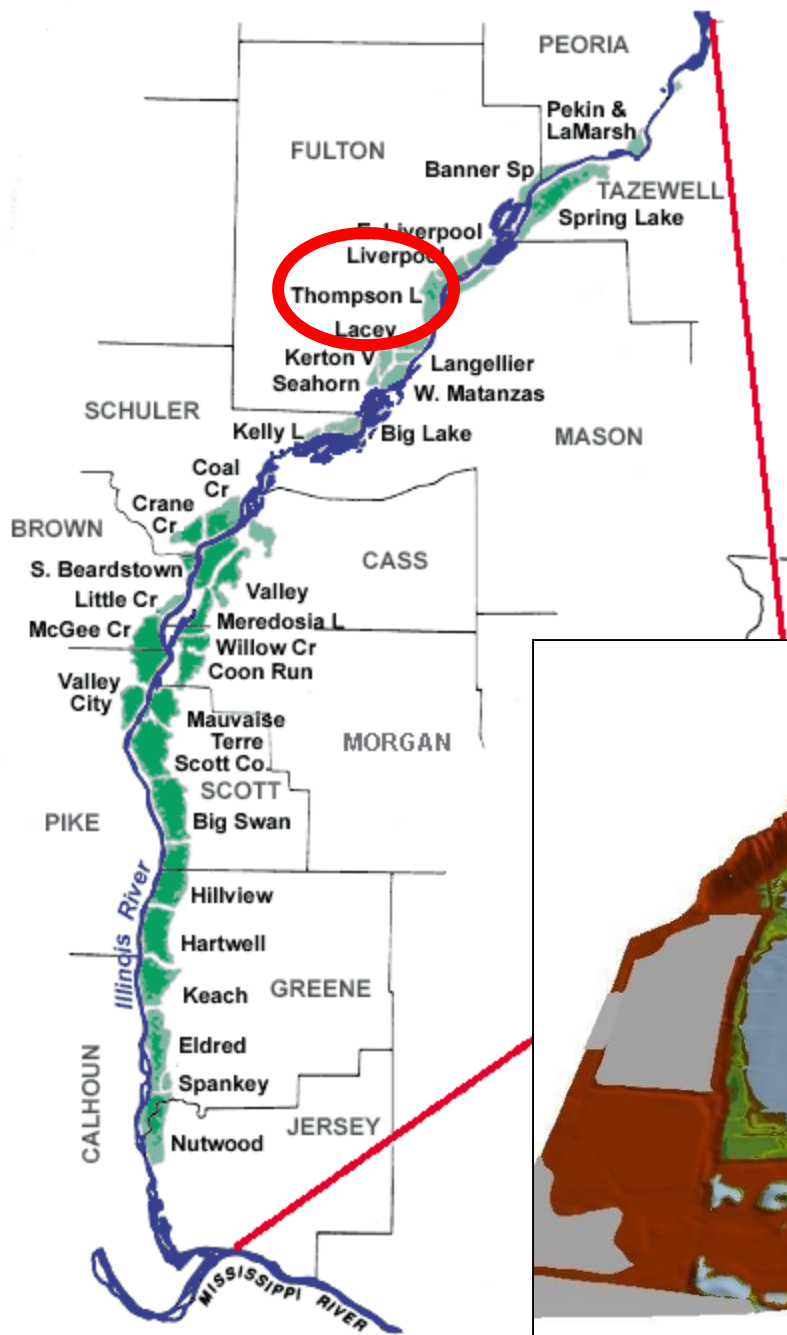 PEORIA
Pekin &
LaMarsh
FULTON
Banner Sp
TAZEWELL
Spring Lake
E. Liverpool
Liverpool
Thompson L
Lacey
Kerton V
Langellier
Seahorn
W. Matanzas
SCHULER
Kelly L
Big Lake
MASON
Coal
Cr
Crane
Cr
BROWN
CASS
S. Beardstown
Valley
Little Cr
McGee Cr
Meredosia L
Willow Cr
Coon Run
Valley
City
Mauvaise
Terre
MORGAN
Scott Co.
SCOTT
PIKE
Big Swan
Illinois River
Hillview
Hartwell
GREENE
Keach
CALHOUN
Eldred
Spankey
JERSEY
Nutwood
MISSISSIPPI RIVER